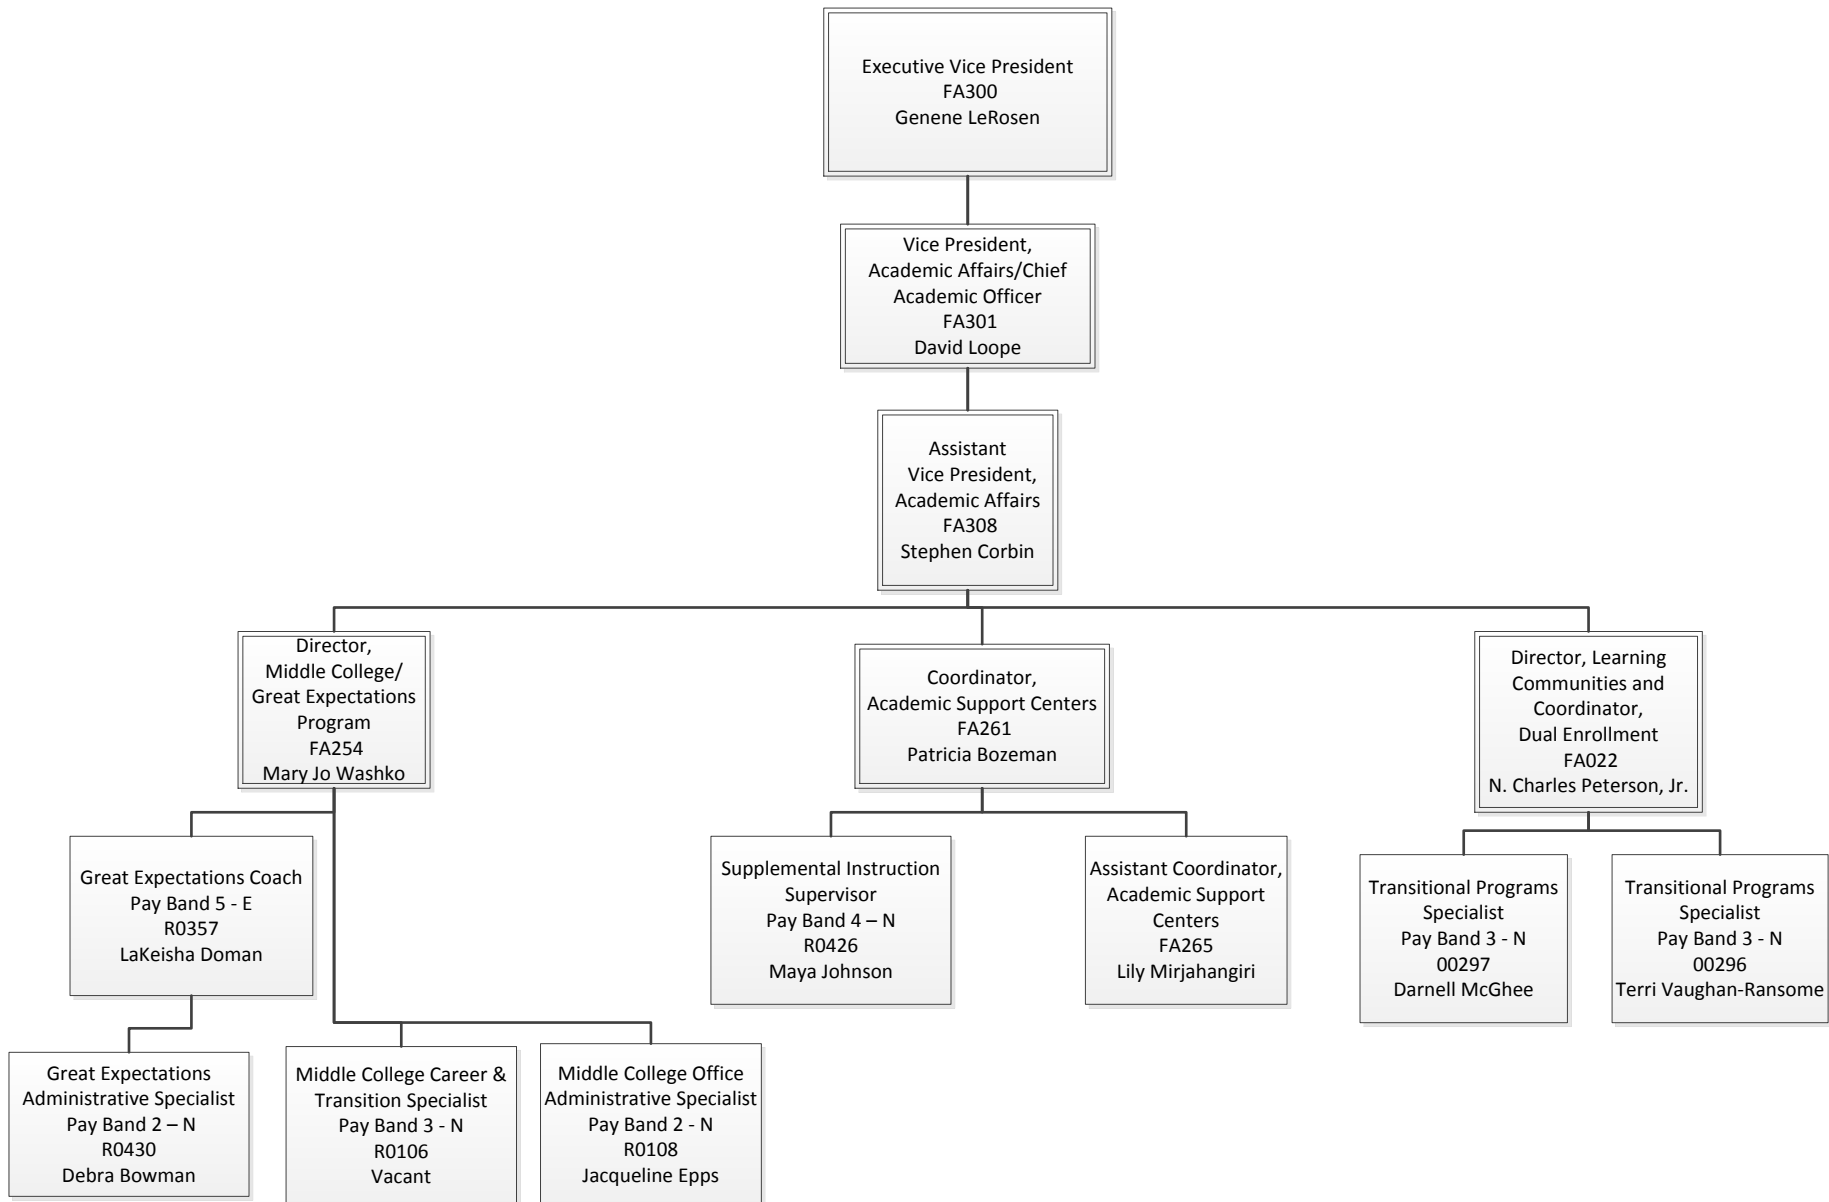 Executive Vice President
FA300
Genene LeRosen
Vice President,
Academic Affairs/Chief
Academic Officer
FA301
David Loope
Assistant
Vice President,
Academic Affairs
FA308
Stephen Corbin
Director,
Middle College/
Great Expectations
Program
FA254
Mary Jo Washko
Coordinator,
Academic Support Centers
FA261
Patricia Bozeman
Director, Learning
Communities and
Coordinator,
Dual Enrollment
FA022
N. Charles Peterson, Jr.
Great Expectations Coach
Pay Band 5 - E
R0357
LaKeisha Doman
Supplemental Instruction
Supervisor
Pay Band 4 – N
R0426
Maya Johnson
Assistant Coordinator,
Academic Support
Centers
FA265
Lily Mirjahangiri
Transitional Programs
Specialist
Pay Band 3 - N
00297
Darnell McGhee
Transitional Programs
Specialist
Pay Band 3 - N
00296
Terri Vaughan-Ransome
Great Expectations
Administrative Specialist
Pay Band 2 – N
R0430
Debra Bowman
Middle College Career &
Transition Specialist
Pay Band 3 - N
R0106
Vacant
Middle College Office
Administrative Specialist
Pay Band 2 - N
R0108
Jacqueline Epps